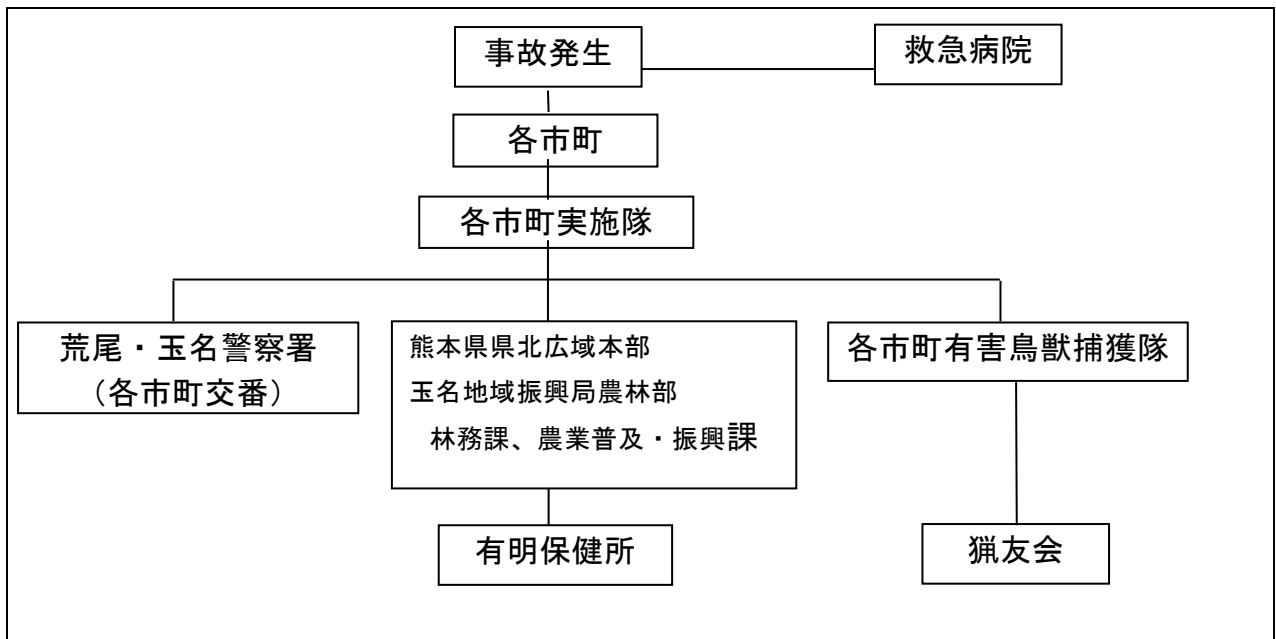 事故発生
救急病院
各市町
各市町実施隊
荒尾・玉名警察署
（各市町交番）
熊本県県北広域本部
玉名地域振興局農林部
林務課、農業普及・振興課
各市町有害鳥獣捕獲隊
有明保健所
猟友会